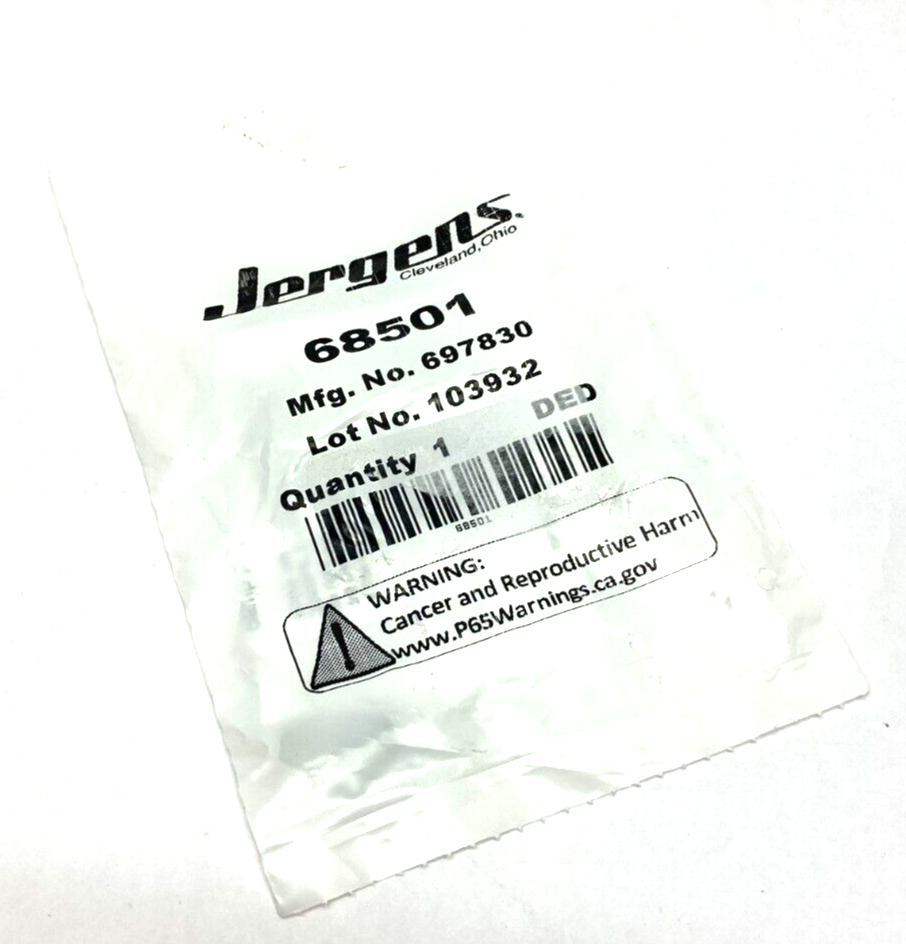 Jergens.
Cleveland, Ohio
68501
Mfg. No. 697830
Lot No. 103932
Quantity 1 DED
68501
WARNING:
Cancer and Reproductive Harm
www.P65Warnings.ca.gov